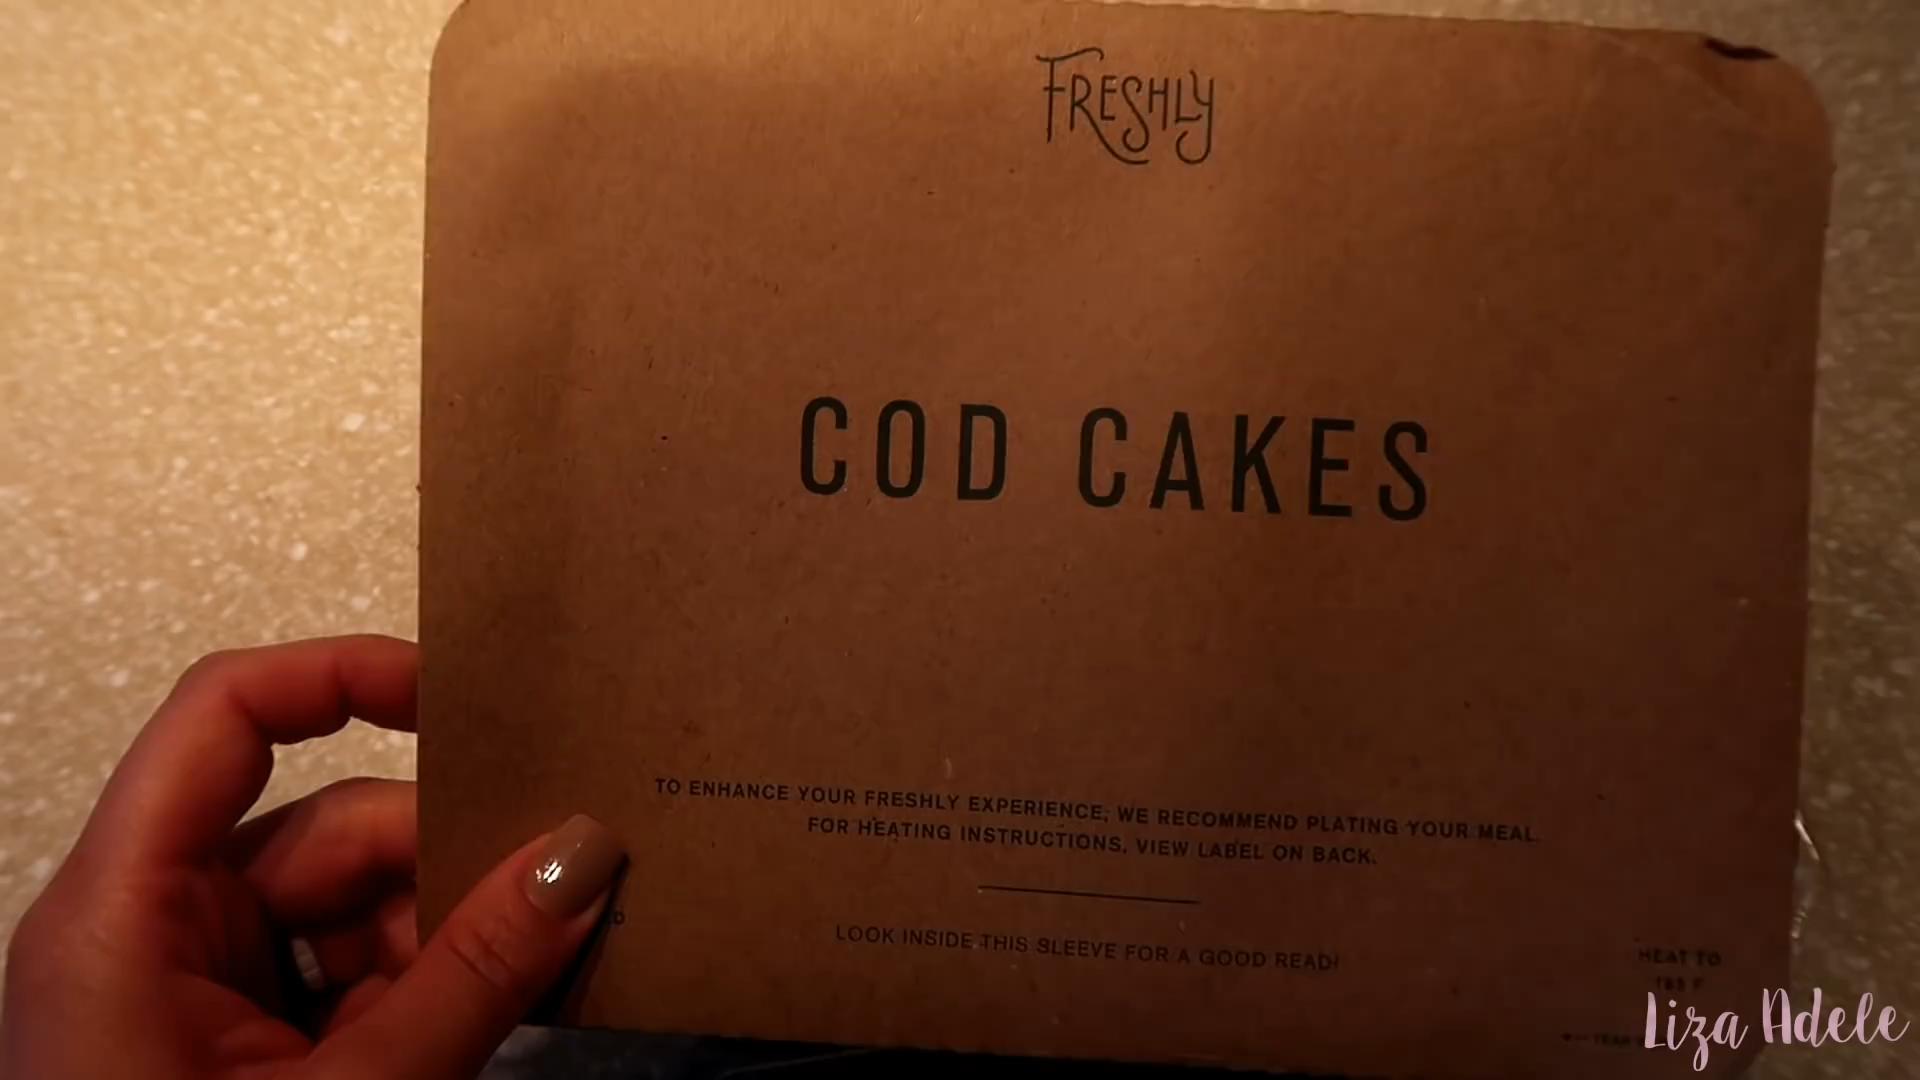 FRESHLY
COD CAKES
TO ENHANCE YOUR FRESHLY EXPERIENCE, WE RECOMMEND PLATING YOUR MEAL.
FOR HEATING INSTRUCTIONS, VIEW LABEL ON BACK.
LOOK INSIDE THIS SLEEVE FOR A GOOD READ!
HEAT TO
165 F
Liza Adele